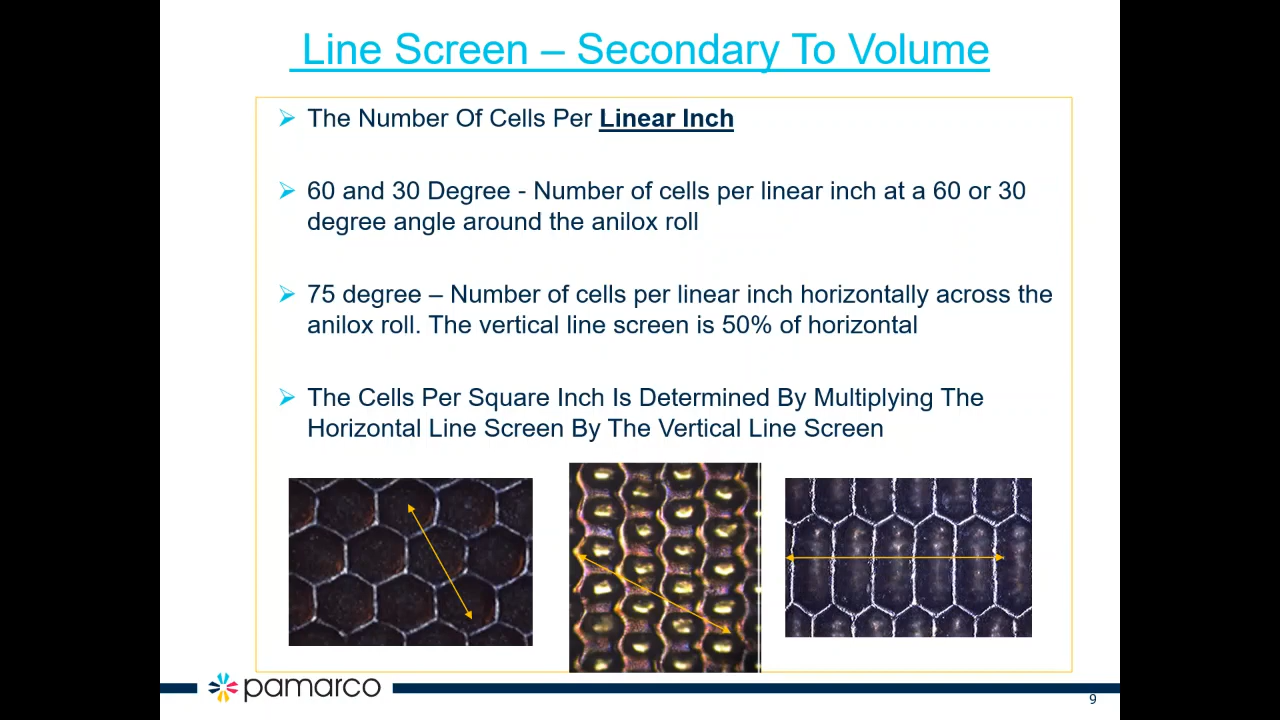 Line Screen – Secondary To Volume
The Number Of Cells Per Linear Inch
60 and 30 Degree - Number of cells per linear inch at a 60 or 30
degree angle around the anilox roll
75 degree – Number of cells per linear inch horizontally across the
anilox roll. The vertical line screen is 50% of horizontal
The Cells Per Square Inch Is Determined By Multiplying The
Horizontal Line Screen By The Vertical Line Screen
pamarco
9